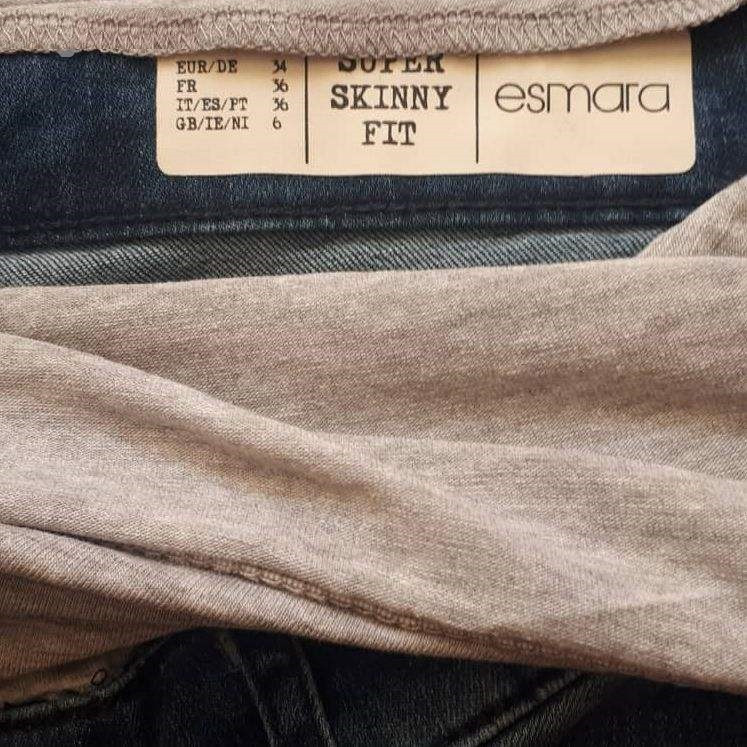 EUR/DE 34
FR 36
IT/ES/PT 36
GB/IE/NI 6
SUPER
SKINNY
FIT
esmara